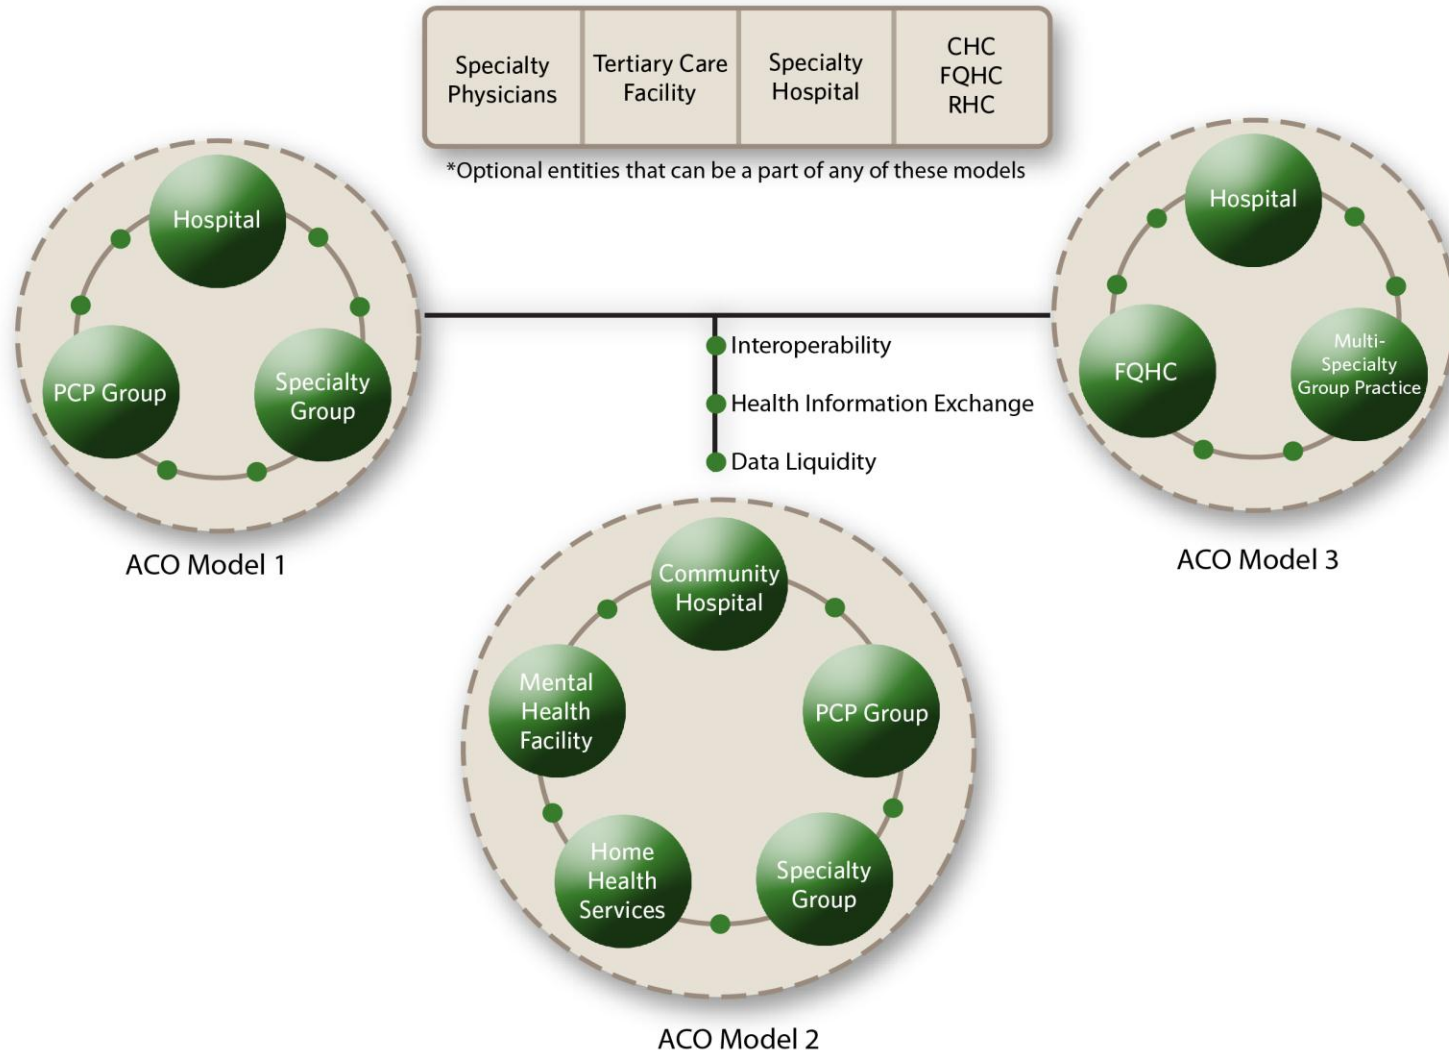 Specialty
Physicians
Tertiary Care
Facility
Specialty
Hospital
CHC
FQHC
RHC
*Optional entities that can be a part of any of these models
Hospital
PCP Group
Specialty
Group
ACO Model 1
Interoperability
Health Information Exchange
Data Liquidity
Hospital
FQHC
Multi-
Specialty
Group Practice
ACO Model 3
Community
Hospital
Mental
Health
Facility
PCP Group
Home
Health
Services
Specialty
Group
ACO Model 2